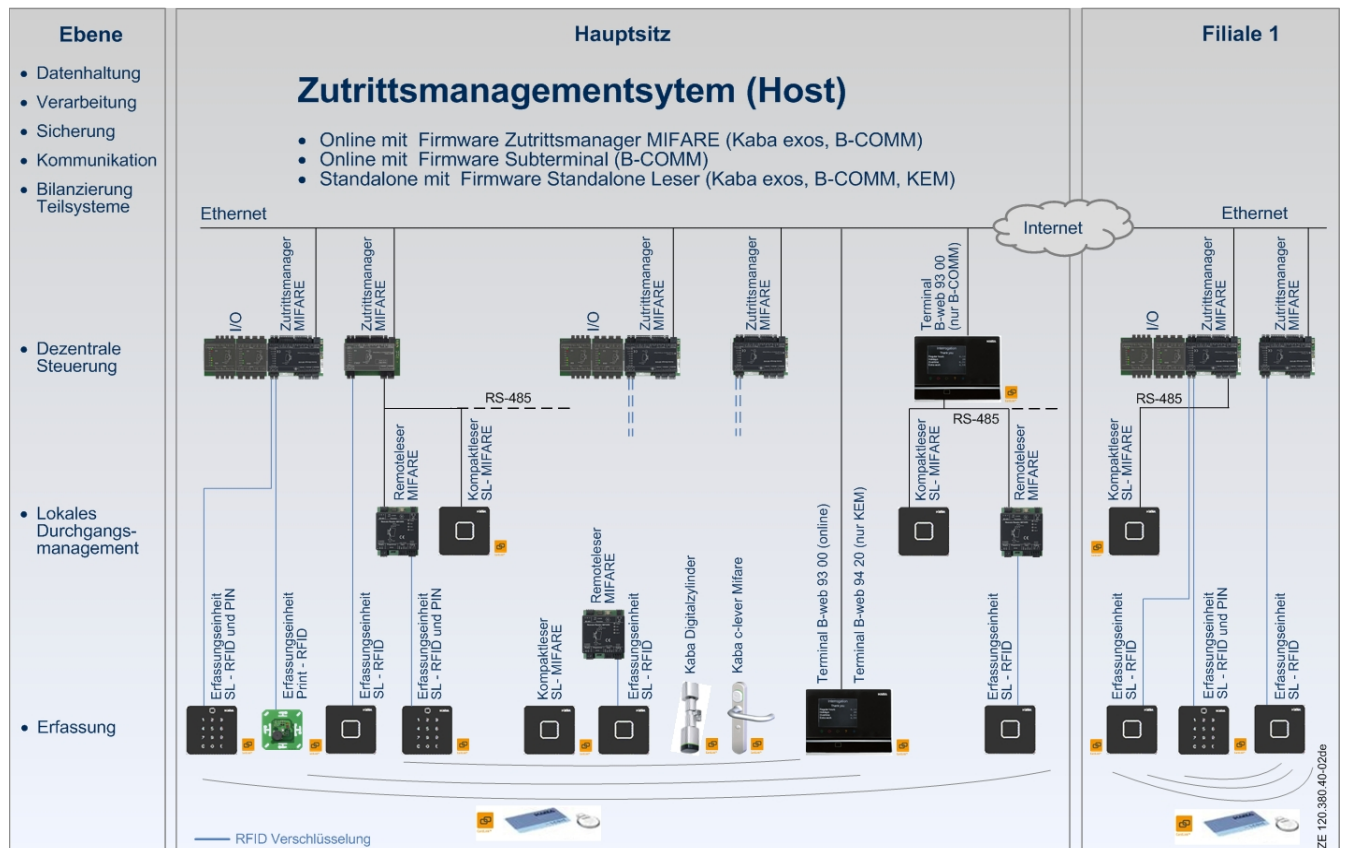 Ebene
Hauptsitz
Filiale 1
• Datenhaltung
• Verarbeitung
• Sicherung
• Kommunikation
• Bilanzierung
Teilsysteme
Zutrittsmanagementsytem (Host)
• Online mit Firmware Zutrittsmanager MIFARE (Kaba exos, B-COMM)
• Online mit Firmware Subterminal (B-COMM)
• Standalone mit Firmware Standalone Leser (Kaba exos, B-COMM, KEM)
Ethernet
Internet
Ethernet
I/O
Zutrittsmanager
MIFARE
Zutrittsmanager
MIFARE
I/O
Zutrittsmanager
MIFARE
Zutrittsmanager
MIFARE
Terminal
B-web 93 00
(nur B-COMM)
I/O
Zutrittsmanager
MIFARE
Zutrittsmanager
MIFARE
• Dezentrale
Steuerung
RS-485
RS-485
RS-485
Remoteleser
MIFARE
Kompaktleser
SL- MIFARE
Kompaktleser
SL- MIFARE
Remoteleser
MIFARE
Kompaktleser
SL- MIFARE
• Lokales
Durchgangs-
management
Erfassungseinheit
SL - RFID und PIN
Erfassungseinheit
Print - RFID
Erfassungseinheit
SL - RFID
Erfassungseinheit
SL - RFID und PIN
Kompaktleser
SL- MIFARE
Remoteleser
MIFARE
Erfassungseinheit
SL - RFID
Kaba Digitalzylinder
Kaba c-lever Mifare
Terminal B-web 93 00 (online)
Terminal B-web 94 20 (nur KEM)
Erfassungseinheit
SL - RFID
Erfassungseinheit
SL - RFID
Erfassungseinheit
SL - RFID und PIN
Erfassungseinheit
SL - RFID
• Erfassung
RFID Verschlüsselung
ZE 120.380.40-02de